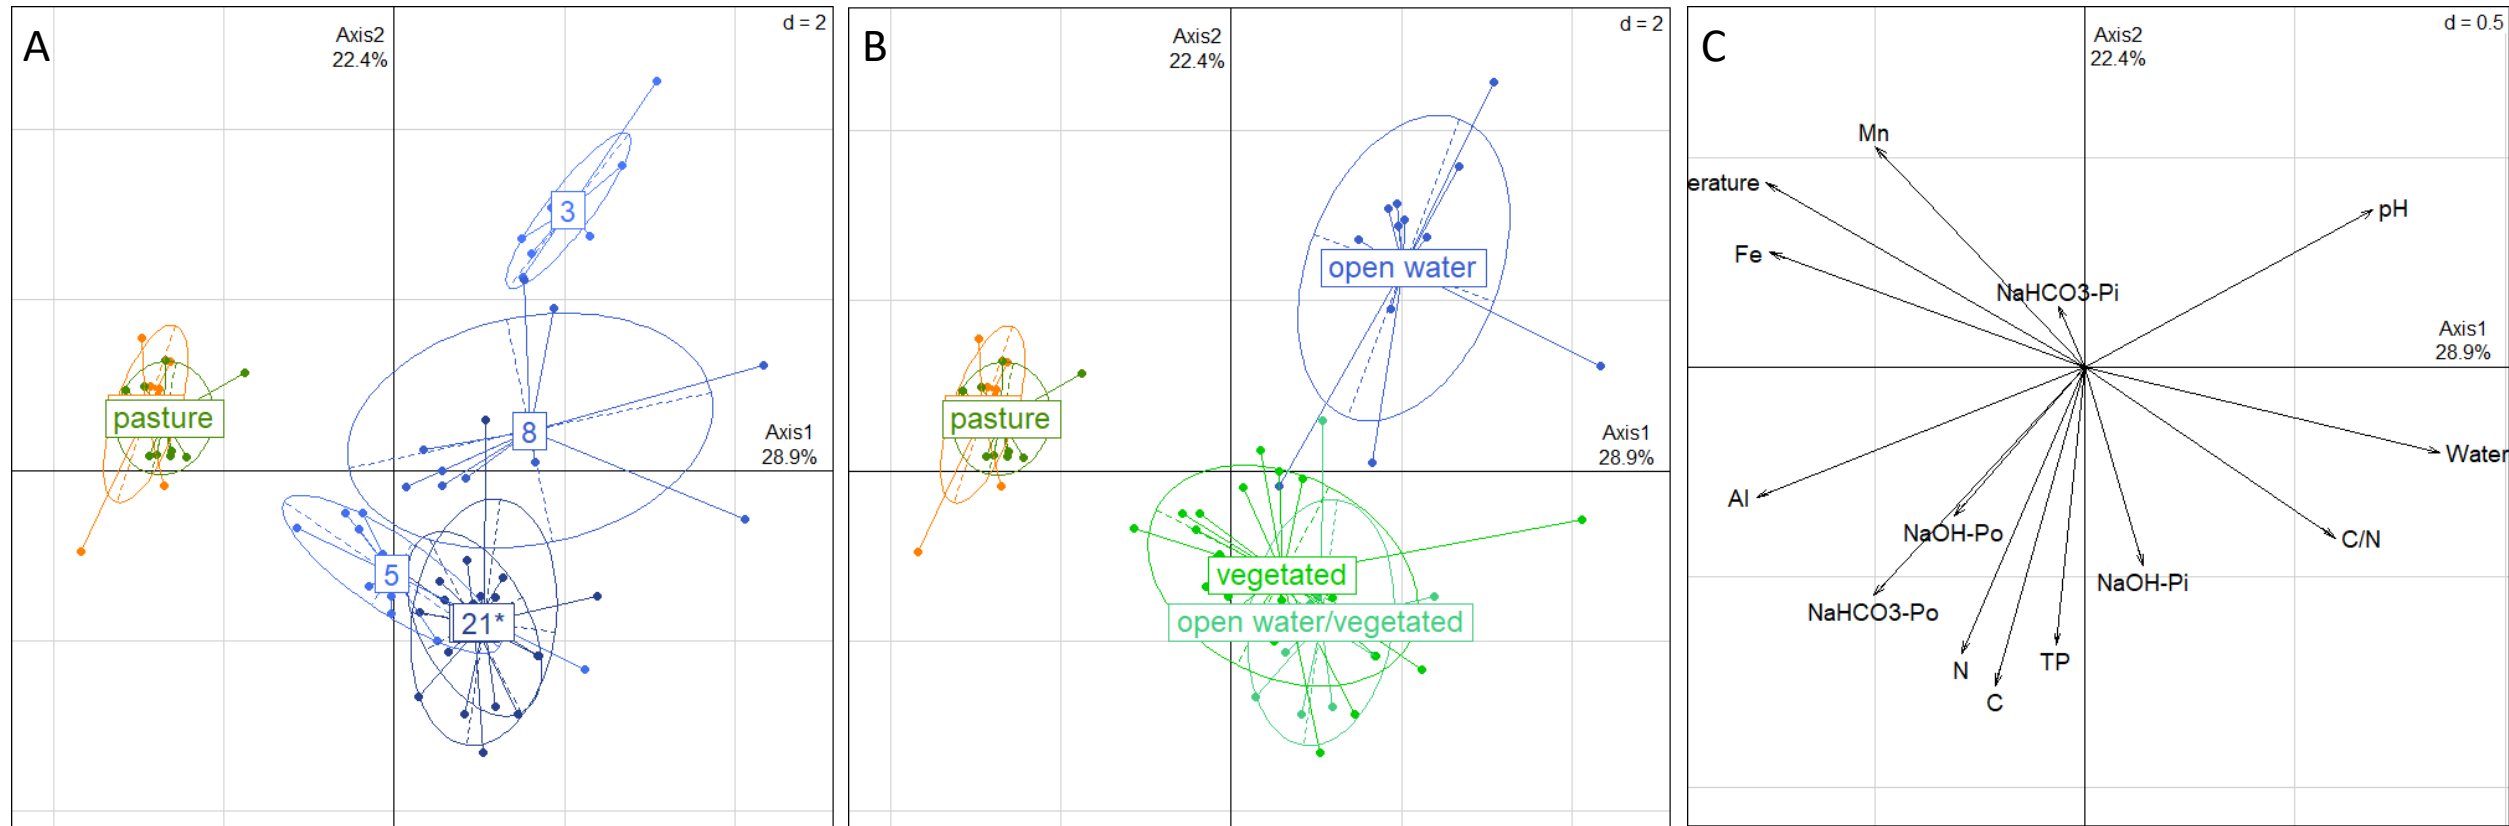 A
Axis2
22.4%
d = 2
3
pasture
8
Axis1
28.9%
5
21*
B
Axis2
22.4%
d = 2
open water
pasture
Axis1
28.9%
vegetated
open water/vegetated
C
Axis2
22.4%
d = 0.5
Mn
erature
pH
Fe
NaHCO3-Pi
Axis1
28.9%
Water
Al
NaOH-Po
C/N
NaOH-Pi
NaHCO3-Po
N
TP
C